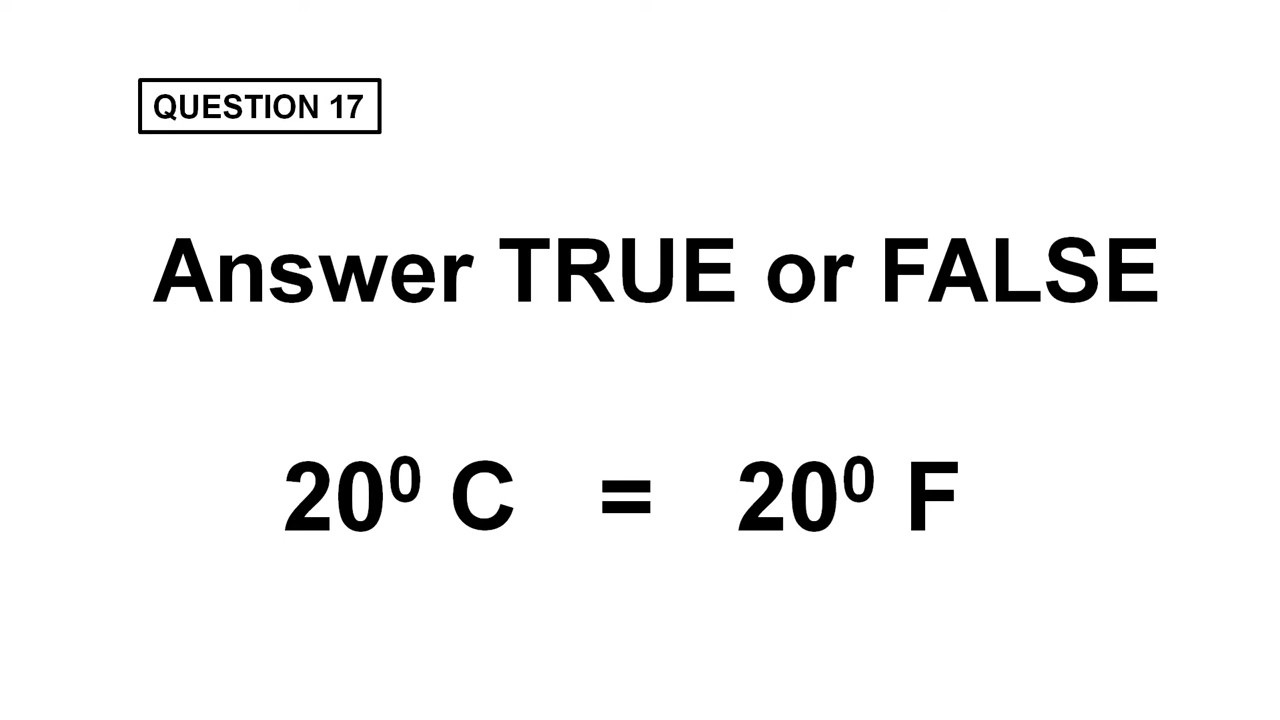 QUESTION 17
Answer TRUE or FALSE
20⁰ C = 20⁰ F